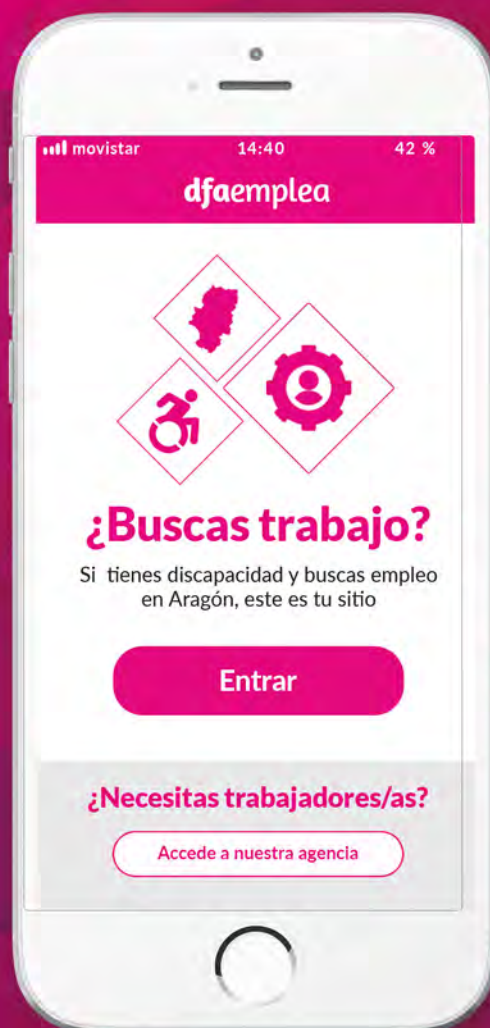 movistar 14:40 42 %
dfaemplea
¿Buscas trabajo?
Si tienes discapacidad y buscas empleo
en Aragón, este es tu sitio
Entrar
¿Necesitas trabajadores/as?
Accede a nuestra agencia